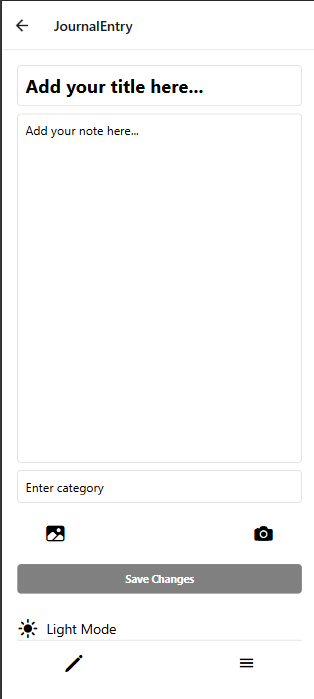 JournalEntry
Add your title here...
Add your note here...
Enter category
Save Changes
Light Mode